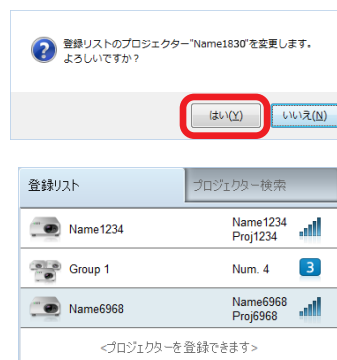 登録リストのプロジェクター"Name1830"を変更します。
よろしいですか？
はい(Y) いいえ(N)
登録リスト プロジェクター検索
Name1234 Name1234
Proj1234
Group 1 Num. 4 3
Name6968 Name6968
Proj6968
<プロジェクターを登録できます>